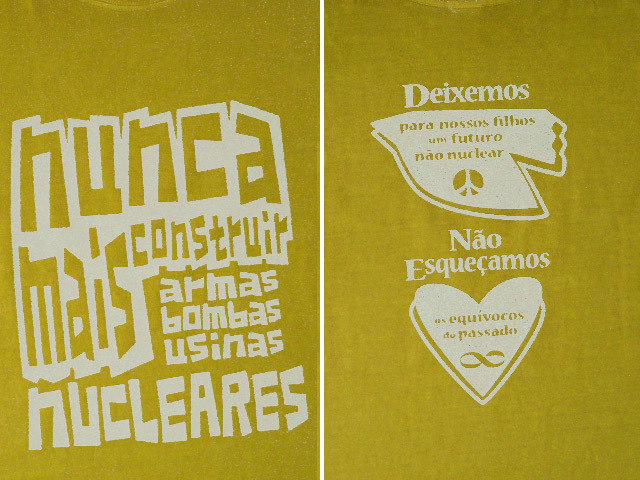 nunca
mais construir
armas
bombas
usinas
NUCLEARES
Deixemos
para nossos filhos
um futuro
não nuclear
Não
Esqueçamos
os equívocos
do passado